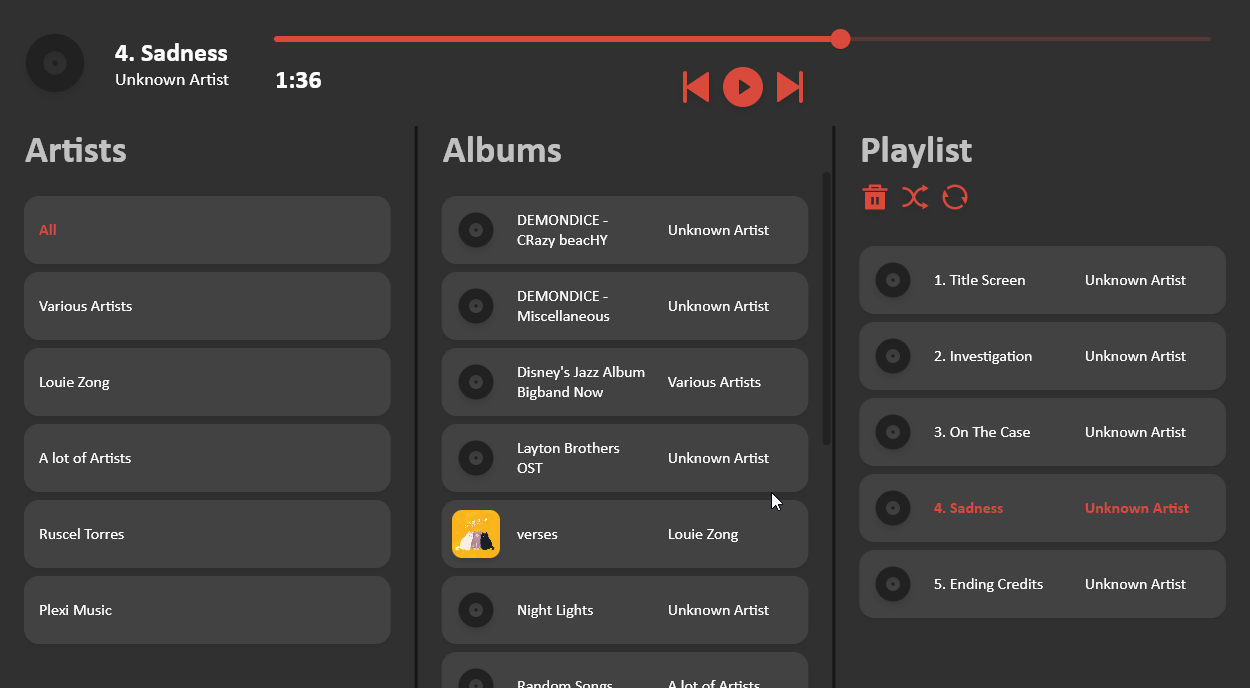 4. Sadness
Unknown Artist
1:36
Artists
All
Various Artists
Louie Zong
A lot of Artists
Ruscel Torres
Plexi Music
Albums
DEMONDICE -
CRazy beacHY
Unknown Artist
DEMONDICE -
Miscellaneous
Unknown Artist
Disney's Jazz Album
Bigband Now
Various Artists
Layton Brothers
OST
Unknown Artist
verses
Louie Zong
Night Lights
Unknown Artist
Random Songs
A lot of Artists
Playlist
1. Title Screen
Unknown Artist
2. Investigation
Unknown Artist
3. On The Case
Unknown Artist
4. Sadness
Unknown Artist
5. Ending Credits
Unknown Artist